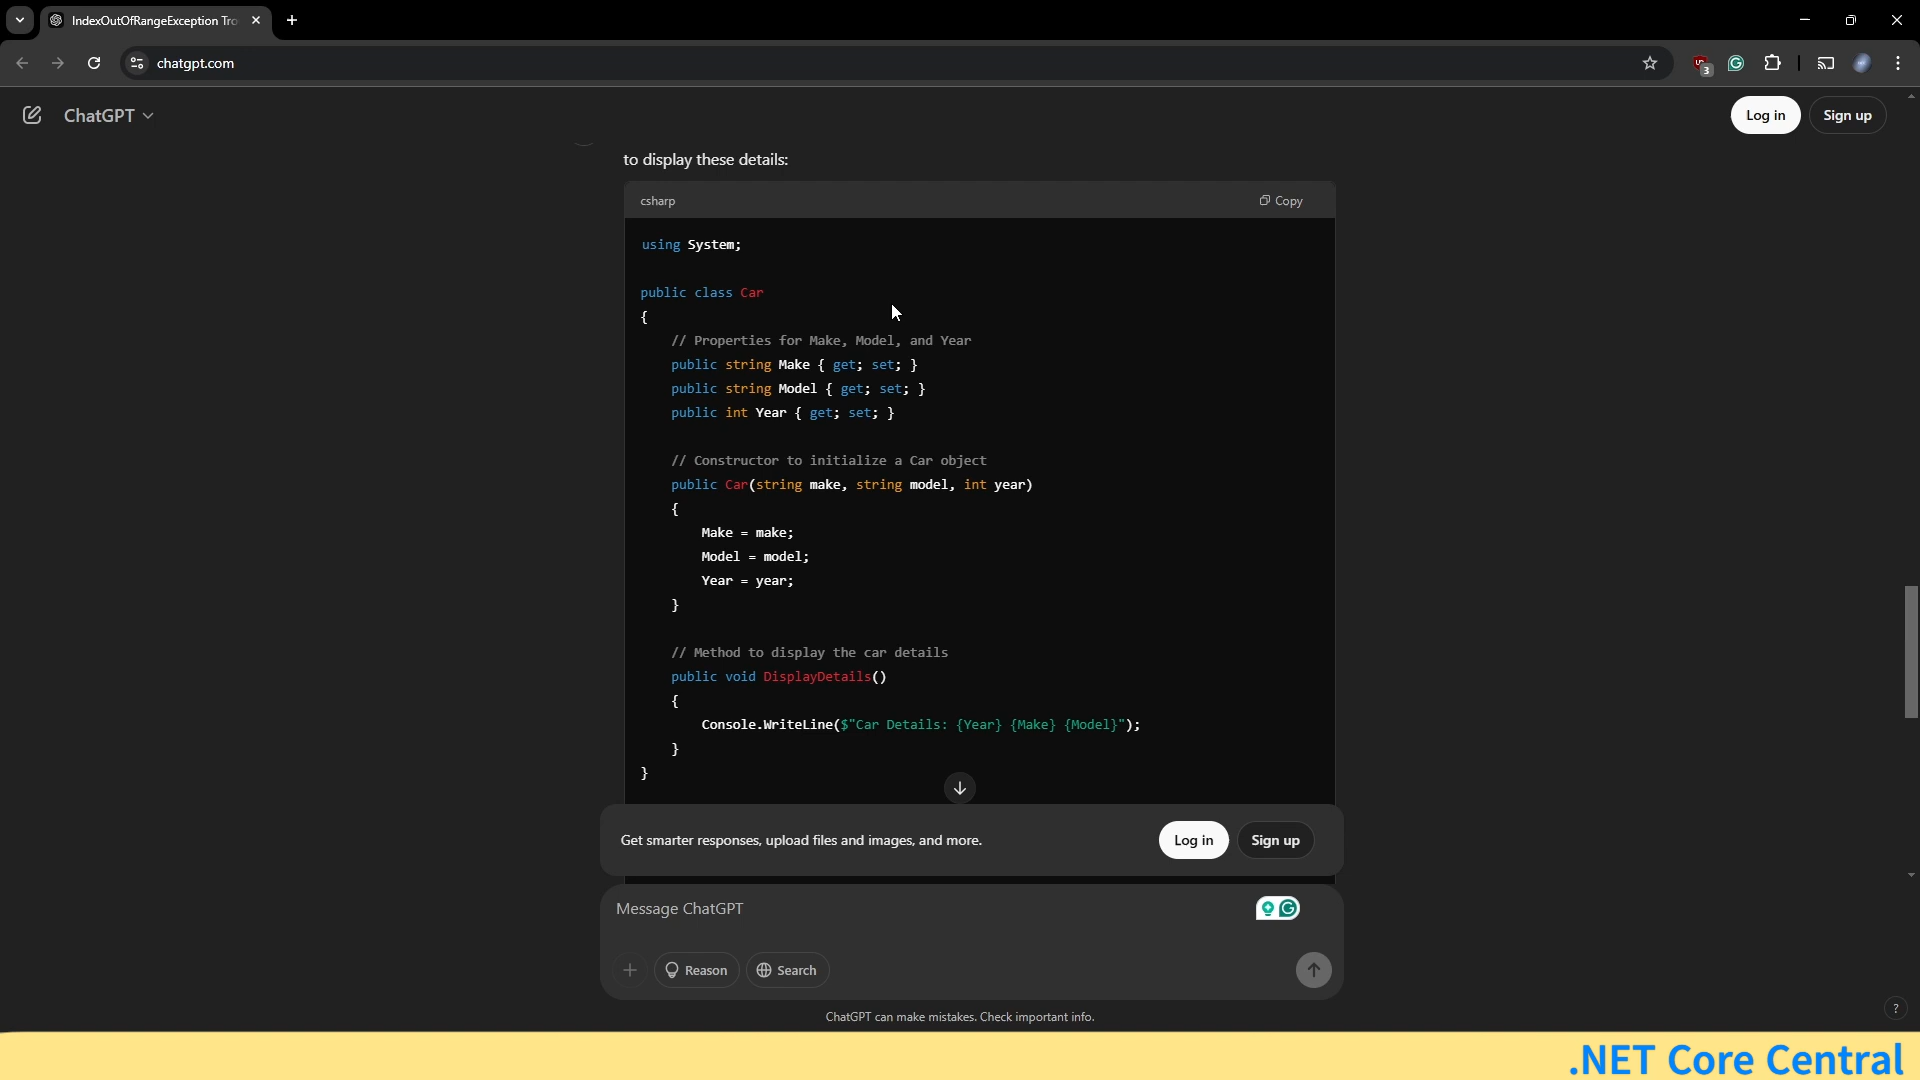 IndexOutOfRangeException Tro
chatgpt.com
3
ChatGPT
Log in
Sign up
to display these details:
csharp
Copy
using System;
public class Car
{
// Properties for Make, Model, and Year
public string Make { get; set; }
public string Model { get; set; }
public int Year { get; set; }
// Constructor to initialize a Car object
public Car(string make, string model, int year)
{
Make = make;
Model = model;
Year = year;
}
// Method to display the car details
public void DisplayDetails()
{
Console.WriteLine($"Car Details: {Year} {Make} {Model}");
}
}
Get smarter responses, upload files and images, and more.
Log in
Sign up
Message ChatGPT
Reason
Search
ChatGPT can make mistakes. Check important info.
?
.NET Core Central